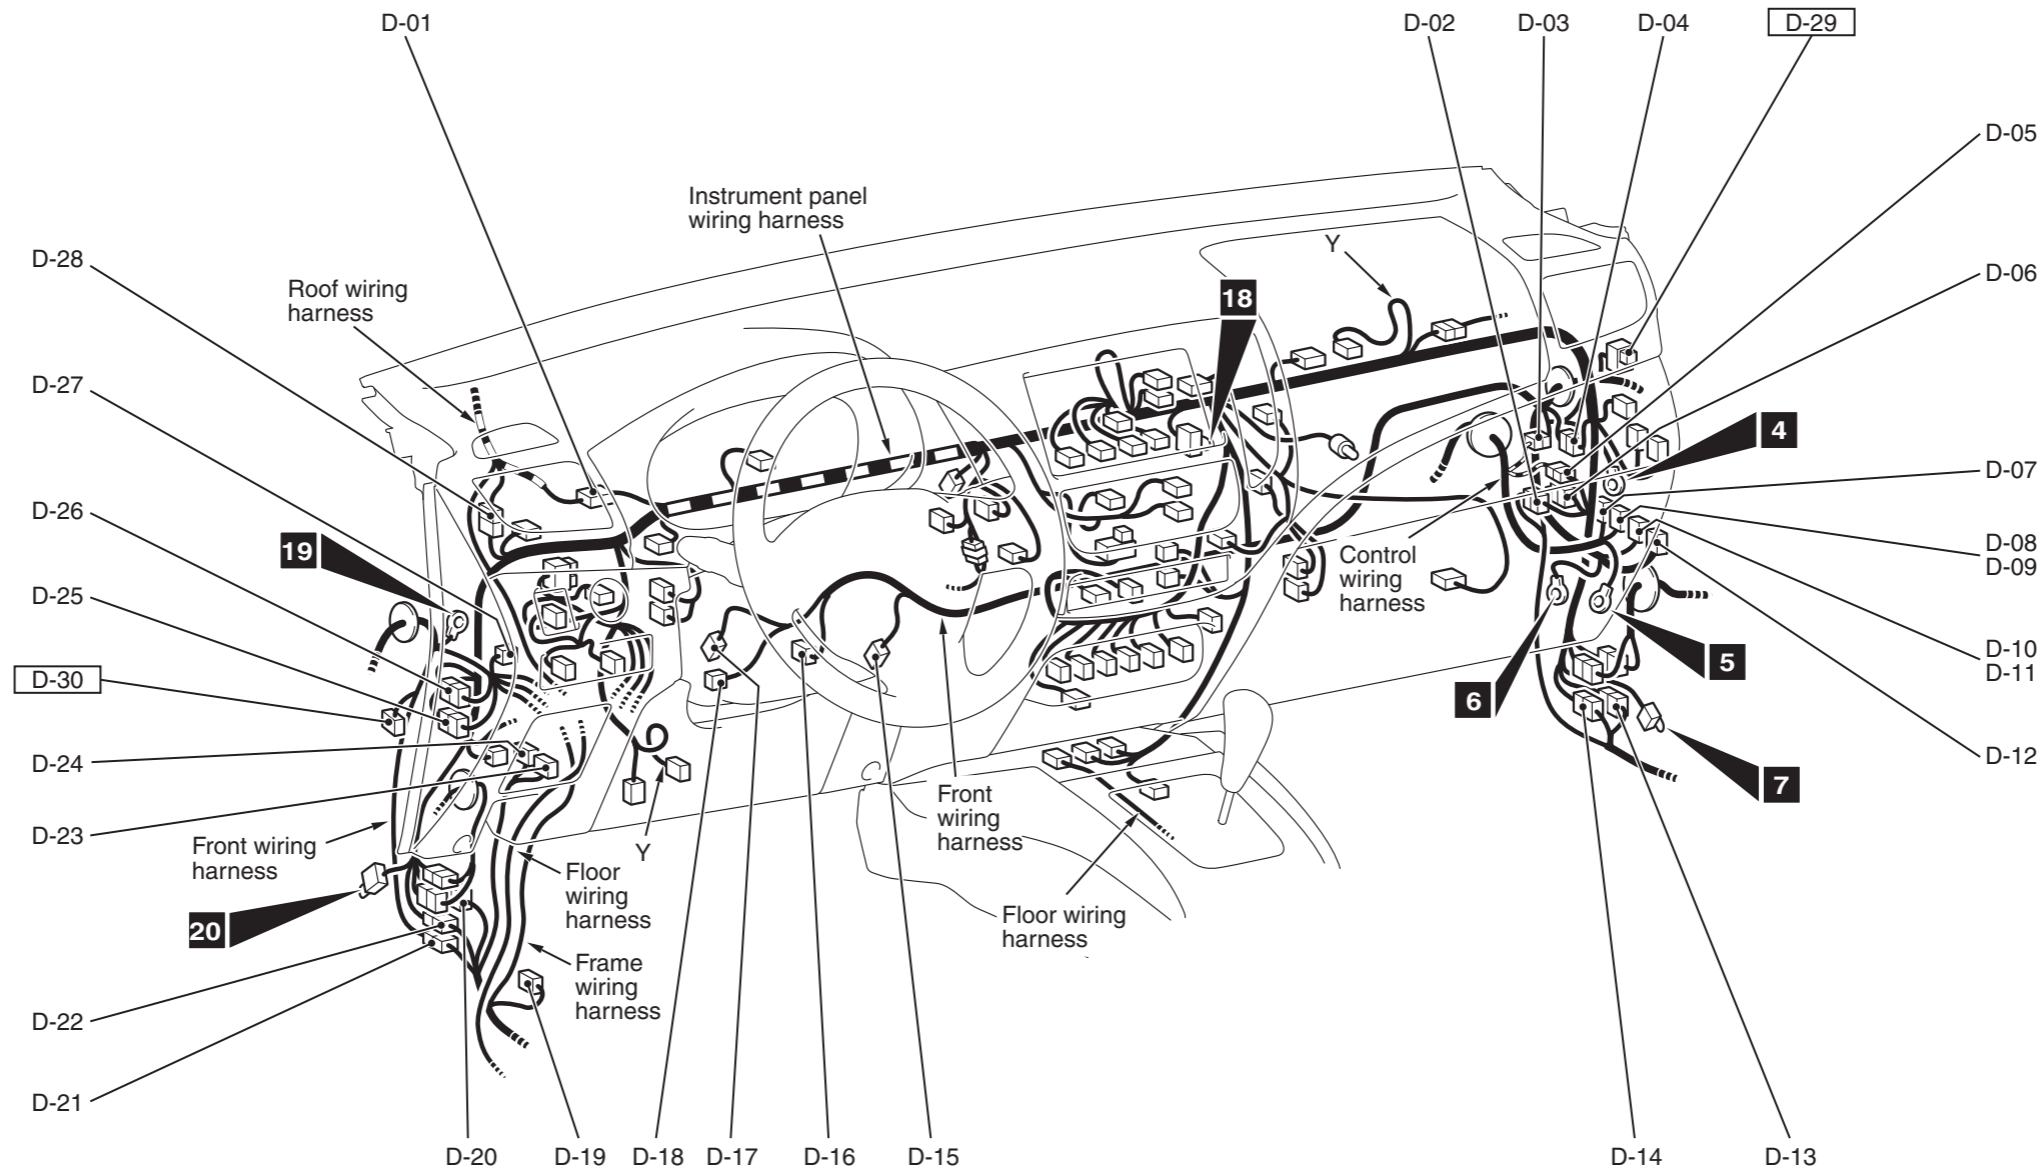 D-01
D-02
D-03
D-04
D-29
D-05
Instrument panel
wiring harness
Y
D-28
Roof wiring
harness
18
D-06
D-27
4
D-07
D-26
19
Control
wiring
harness
D-08
D-09
D-25
D-10
D-11
5
D-30
6
D-12
D-24
7
Front
wiring
harness
D-23
Front wiring
harness
Y
Floor
wiring
harness
Floor wiring
harness
20
Frame
wiring
harness
D-22
D-21
D-20
D-19
D-18
D-17
D-16
D-15
D-14
D-13